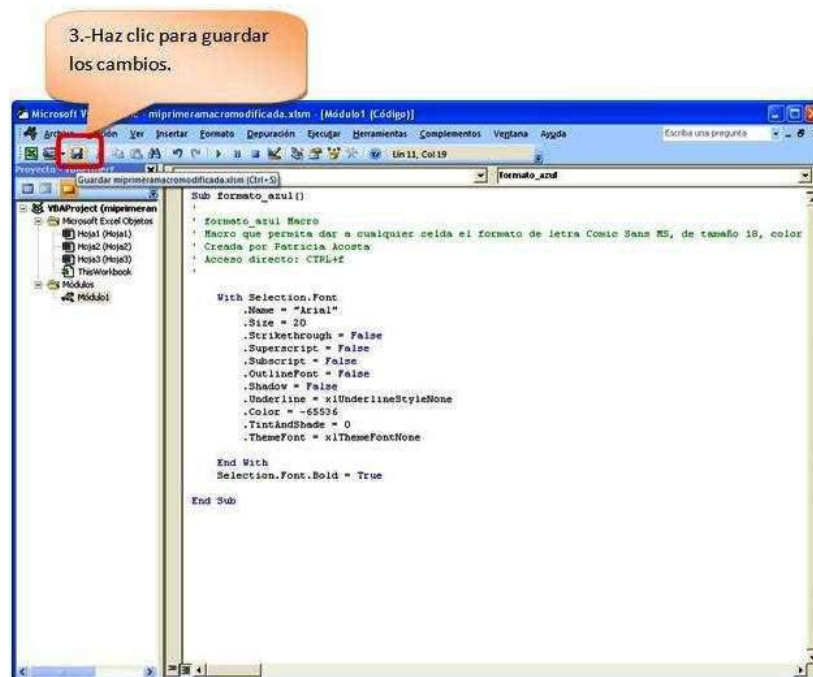 3.-Haz clic para guardar
los cambios.
Microsoft V miprimeramacromodificada.xlsm - [Módulo1 (Código)]
Ver Insertar Formato Depuración Ejecutar Herramientas Complementos Ventana Ayuda
Escriba una pregunta
Lín 11, Col 19
Guardar miprimeramacromodificada.xlsm (Ctrl+S)
formato_azul
VBAProject (miprimeran
Microsoft Excel Objetos
Hoja1 (Hoja1)
Hoja2 (Hoja2)
Hoja3 (Hoja3)
ThisWorkbook
Módulos
Módulo1
Sub formato_azul()
'
' formato_azul Macro
' Macro que permita dar a cualquier celda el formato de letra Comic Sans MS, de tamaño 18, color
' Creada por Patricia Acosta
' Acceso directo: CTRL+f
'
With Selection.Font
.Name = "Arial"
.Size = 20
.Strikethrough = False
.Superscript = False
.Subscript = False
.OutlineFont = False
.Shadow = False
.Underline = xlUnderlineStyleNone
.Color = -65536
.TintAndShade = 0
.ThemeFont = xlThemeFontNone
End With
Selection.Font.Bold = True
End Sub